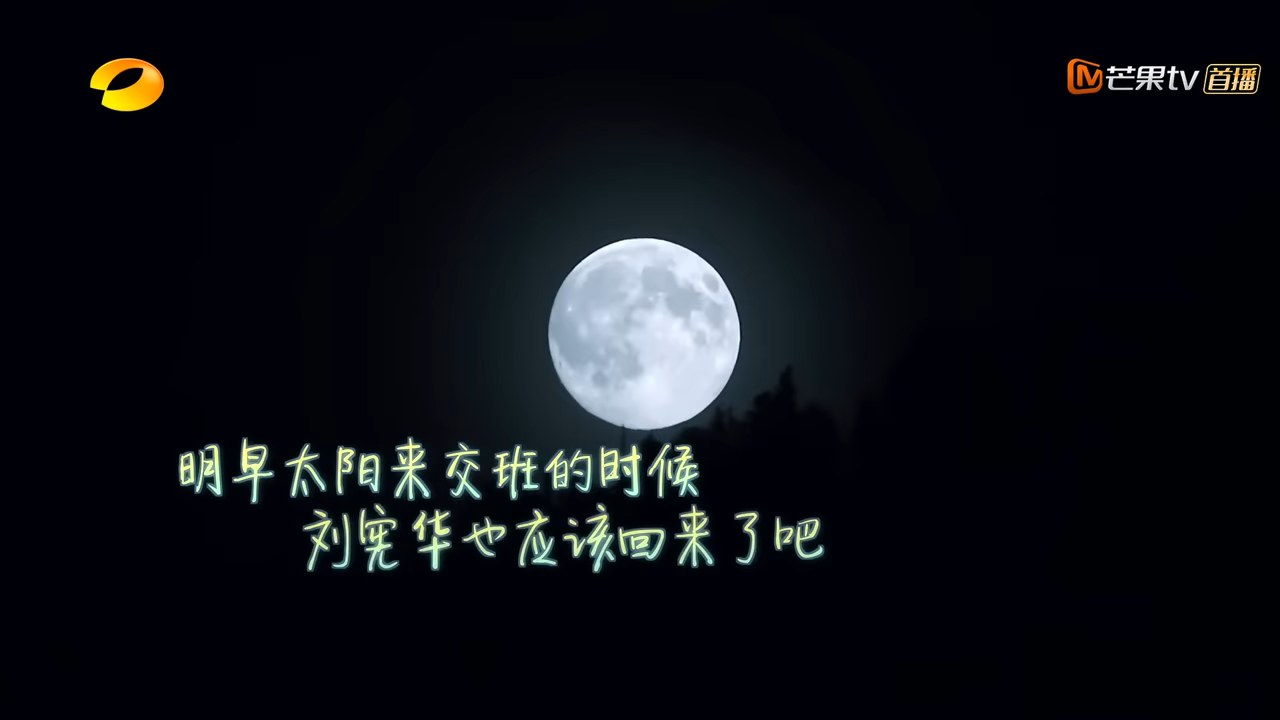 芒果tv 首播
明早太阳来交班的时候
刘宪华也应该回来了吧